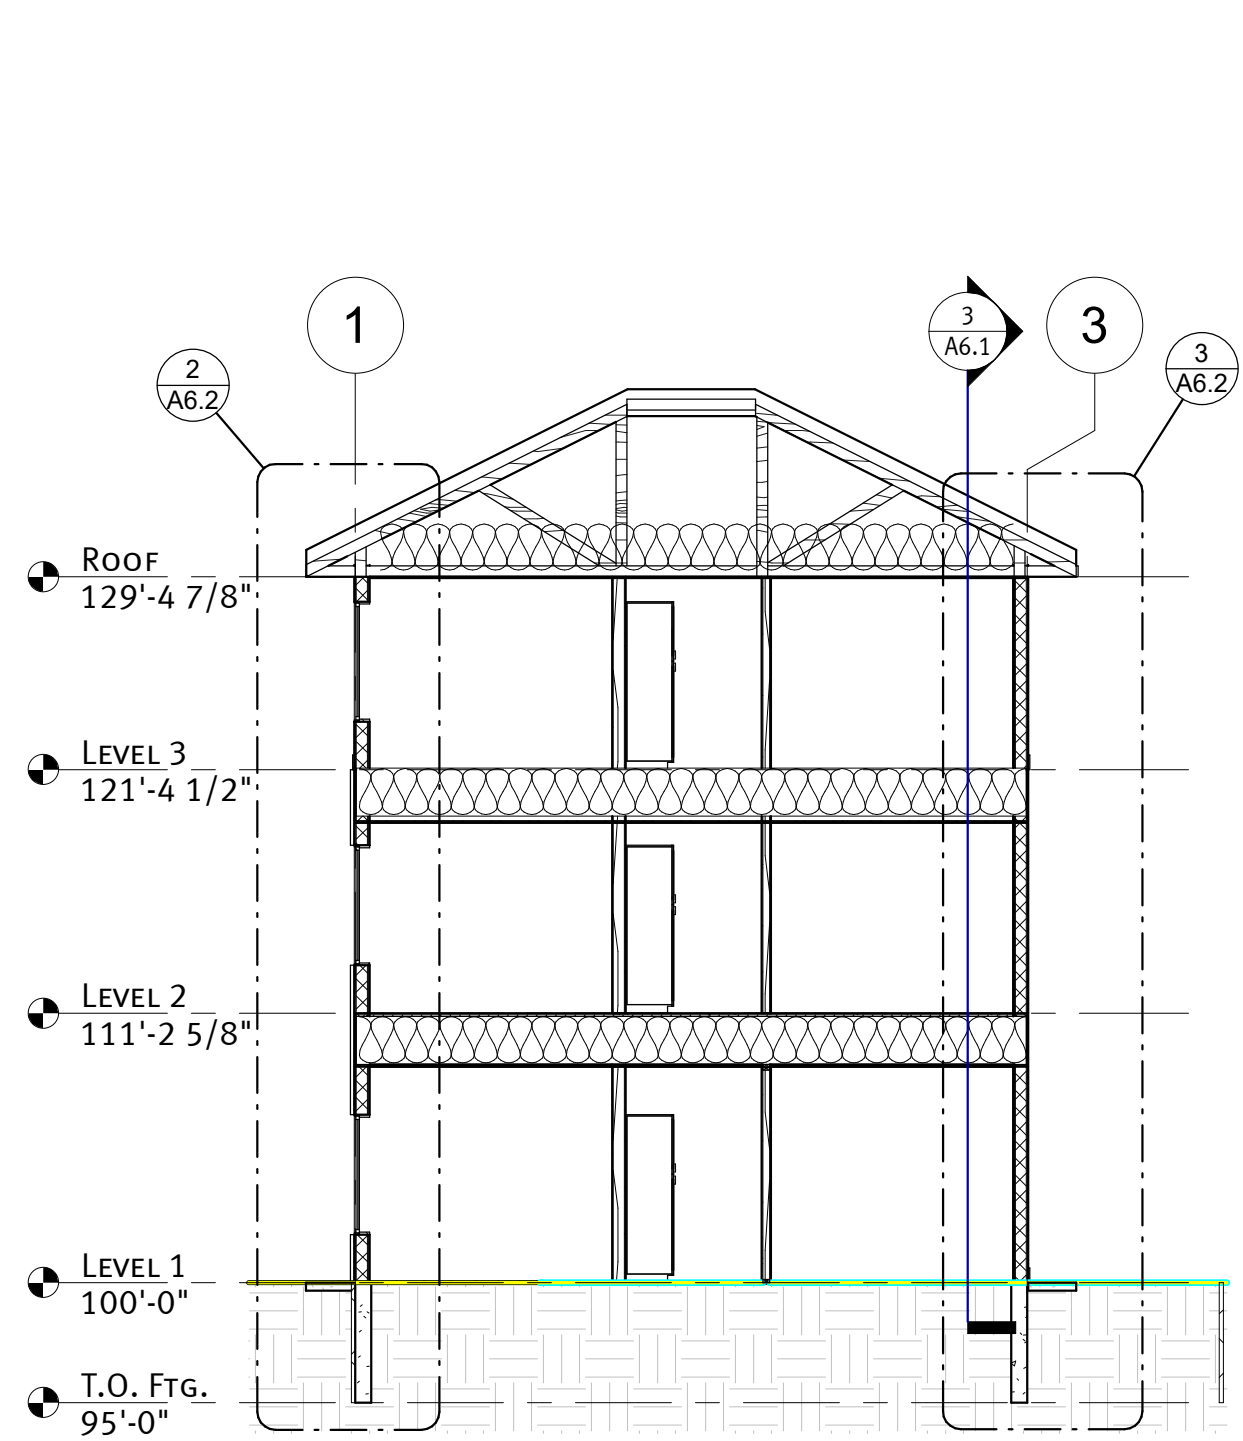 1
3
A6.1
3
2
A6.2
3
A6.2
Roof
129'-4 7/8"
Level 3
121'-4 1/2"
Level 2
111'-2 5/8"
Level 1
100'-0"
T.O. Ftg.
95'-0"